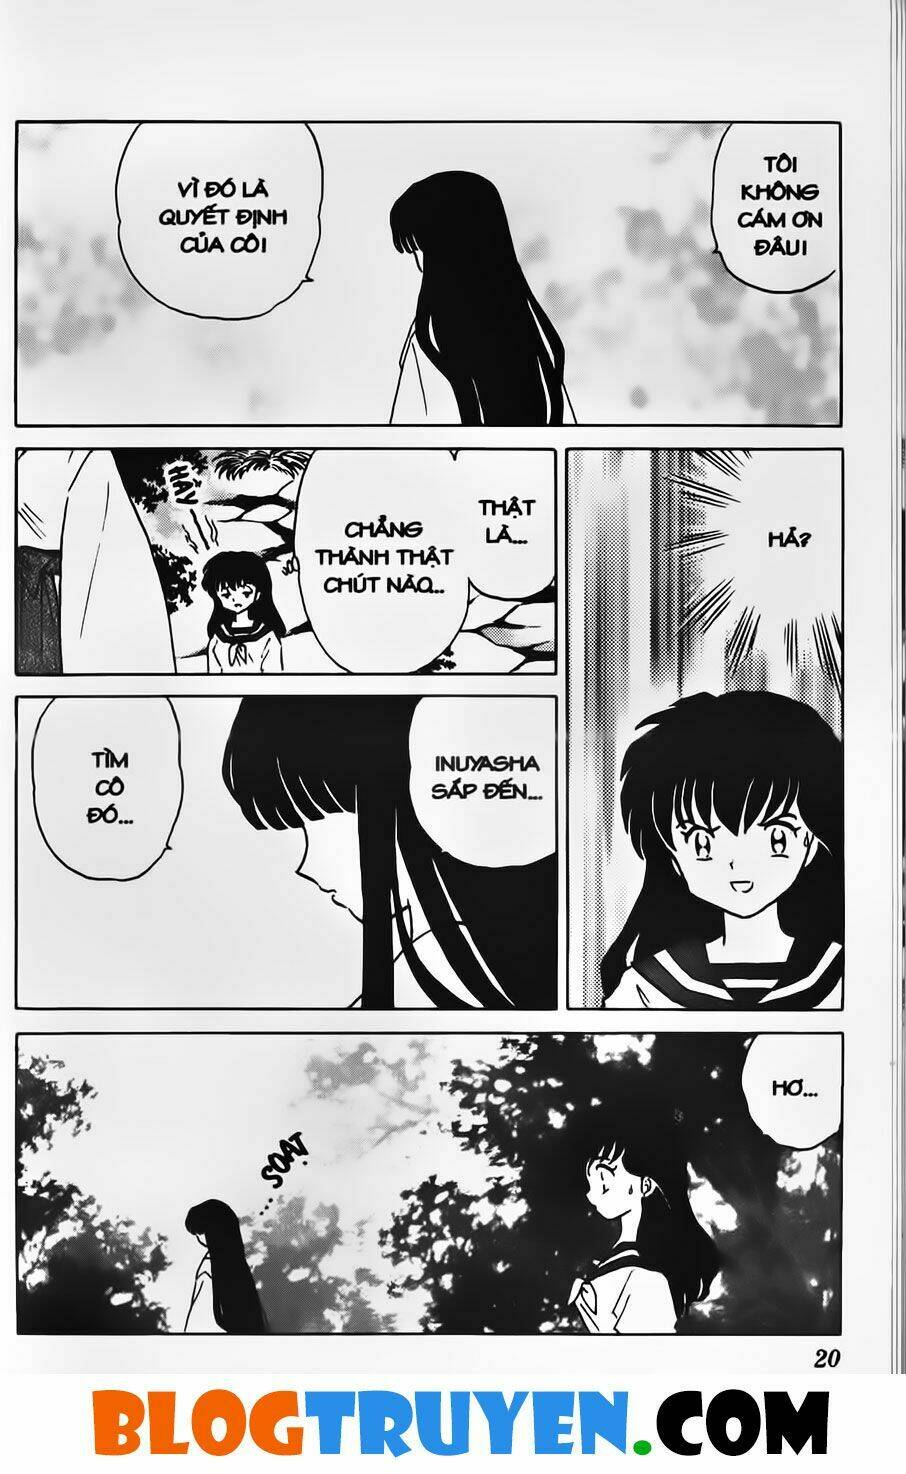 TÔI
KHÔNG
CÁM ƠN
ĐÂU!
VÌ ĐÓ LÀ
QUYẾT ĐỊNH
CỦA CÔ!
HẢ?
THẬT
LÀ...
CHẲNG
THÀNH THẬT
CHÚT NÀO...
HAY
INUYASHA
SẮP ĐẾN...
TÌM
CÔ
ĐÓ...
HƠ...
SOẠT
20
BLOGTRUYEN.COM